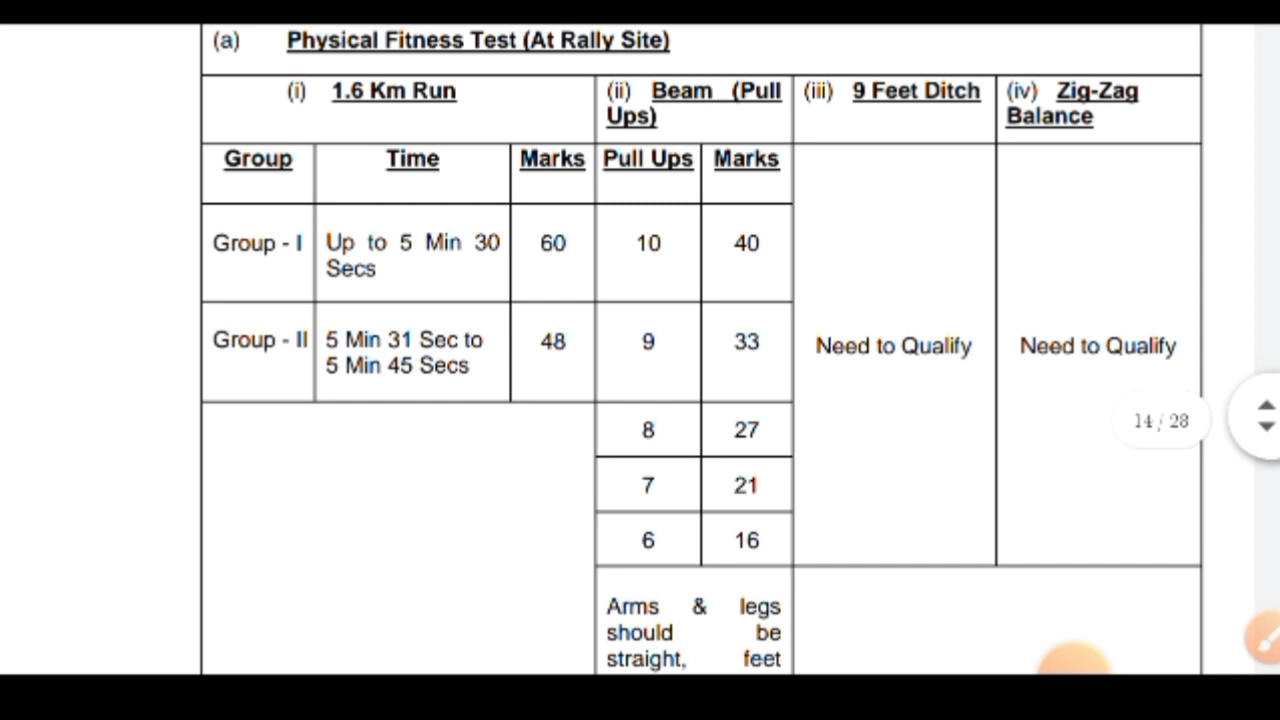 (a) Physical Fitness Test (At Rally Site)
(i) 1.6 Km Run
(ii) Beam (Pull
Ups)
(iii) 9 Feet Ditch
(iv) Zig-Zag
Balance
Group Time Marks Pull Ups Marks
Group - I
Up to 5 Min 30
Secs
60 10 40
Group - II
5 Min 31 Sec to
5 Min 45 Secs
48 9 33
Need to Qualify Need to Qualify
8 27
14 / 28
7 21
6 16
Arms & legs
should be
straight, feet